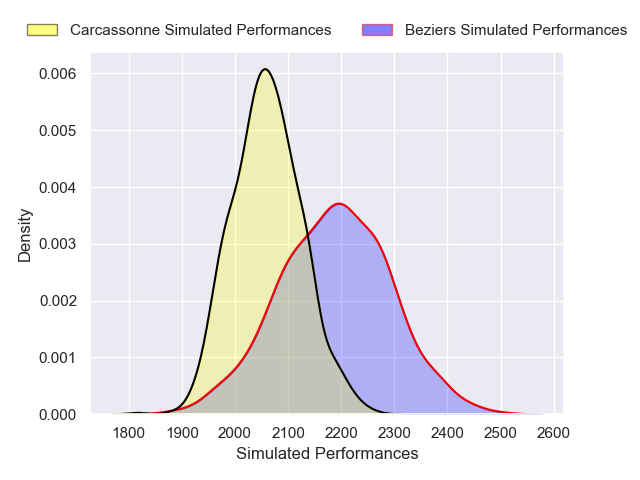 Carcassonne Simulated Performances
Beziers Simulated Performances
0.006
0.005
0.004
0.003
0.002
0.001
0.000
Density
1800 1900 2000 2100 2200 2300 2400 2500 2600
Simulated Performances